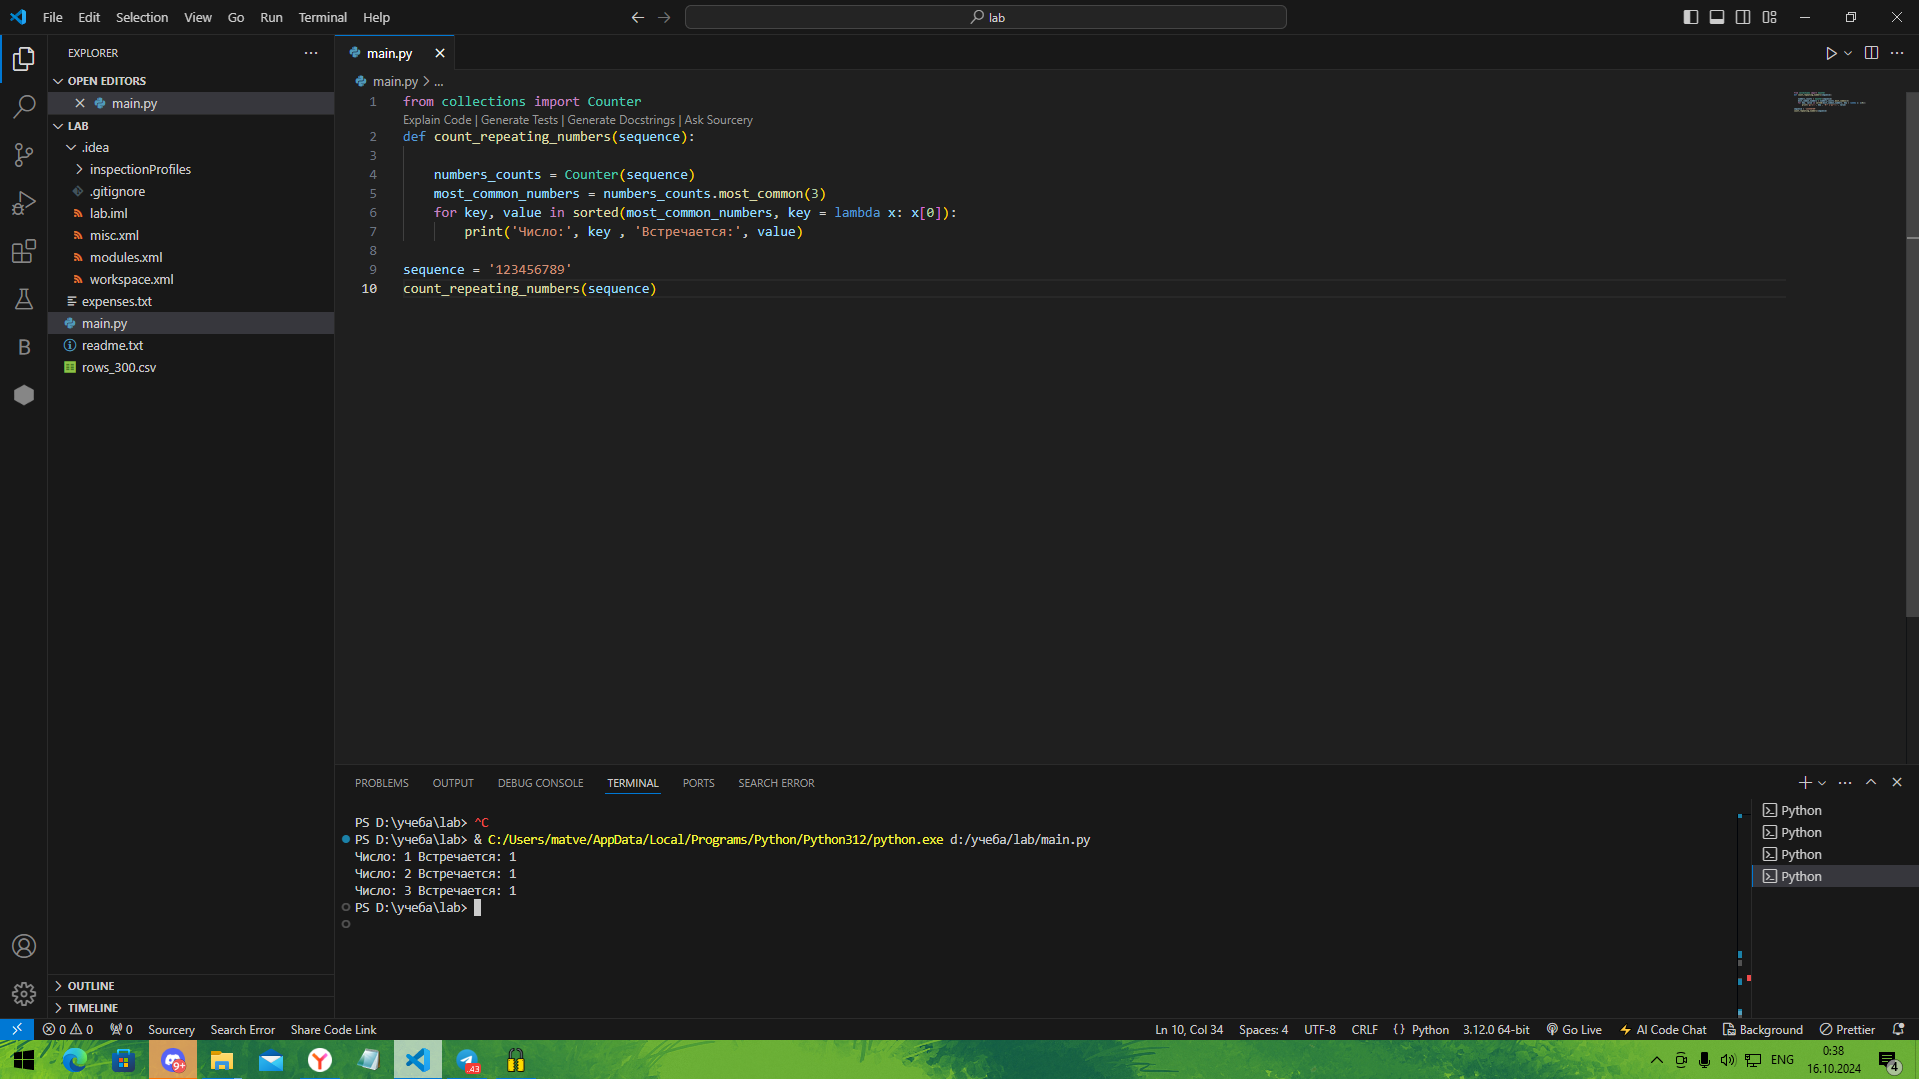 File Edit Selection View Go Run Terminal Help
lab
EXPLORER
OPEN EDITORS
main.py
LAB
.idea
inspectionProfiles
.gitignore
lab.iml
misc.xml
modules.xml
workspace.xml
expenses.txt
main.py
readme.txt
rows_300.csv
OUTLINE
TIMELINE
main.py
main.py > ...
1 from collections import Counter
Explain Code | Generate Tests | Generate Docstrings | Ask Sourcery
2 def count_repeating_numbers(sequence):
3
4 numbers_counts = Counter(sequence)
5 most_common_numbers = numbers_counts.most_common(3)
6 for key, value in sorted(most_common_numbers, key = lambda x: x[0]):
7 print('Число:', key , 'Встречается:', value)
8
9 sequence = '123456789'
10 count_repeating_numbers(sequence)
PROBLEMS OUTPUT DEBUG CONSOLE TERMINAL PORTS SEARCH ERROR
PS D:\учеба\lab> ^C
PS D:\учеба\lab> & C:/Users/matve/AppData/Local/Programs/Python/Python312/python.exe d:/учеба/lab/main.py
Число: 1 Встречается: 1
Число: 2 Встречается: 1
Число: 3 Встречается: 1
PS D:\учеба\lab>
Python
Python
Python
Python
0 0 0 Sourcery Search Error Share Code Link
Ln 10, Col 34 Spaces: 4 UTF-8 CRLF {} Python 3.12.0 64-bit Go Live AI Code Chat Background Prettier
9+
43
ENG
0:38
16.10.2024
4